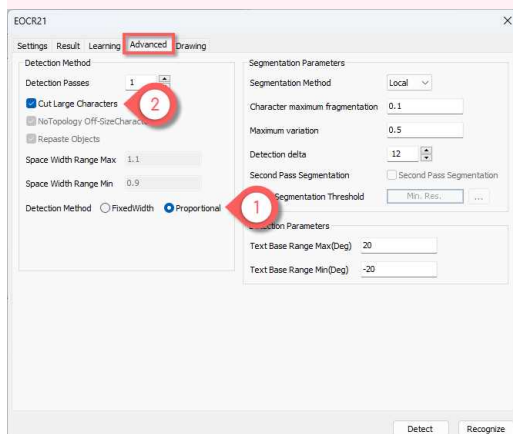 EOCR21
Settings Result Learning Advanced Drawing
Detection Method
Detection Passes 1
Cut Large Characters
2
NoTopology Off-SizeCharac
Repaste Objects
Space Width Range Max 1.1
Space Width Range Min 0.9
Detection Method FixedWidth Proportional
1
Segmentation Parameters
Segmentation Method Local
Character maximum fragmentation 0.1
Maximum variation 0.5
Detection delta 12
Second Pass Segmentation Second Pass Segmentation
Segmentation Threshold Min. Res. ...
Parameters
Text Base Range Max(Deg) 20
Text Base Range Min(Deg) -20
Detect Recognize